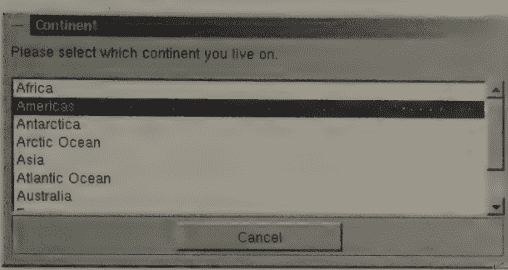 Continent
Please select which continent you live on.
Africa
Americas
Antarctica
Arctic Ocean
Asia
Atlantic Ocean
Australia
Cancel